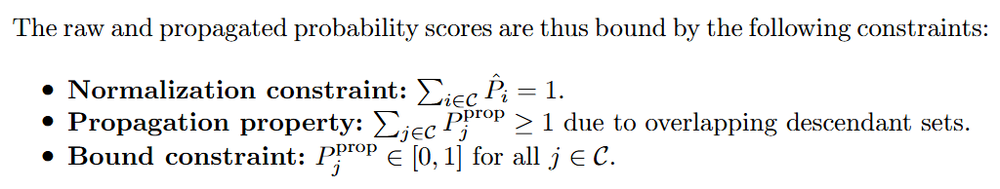 The raw and propagated probability scores are thus bound by the following constraints:
• Normalization constraint: $\sum_{i \in \mathcal{C}} \hat{P}_i = 1$.
• Propagation property: $\sum_{j \in \mathcal{C}} P_j^{\text{prop}} \geq 1$ due to overlapping descendant sets.
• Bound constraint: $P_j^{\text{prop}} \in [0, 1]$ for all $j \in \mathcal{C}$.